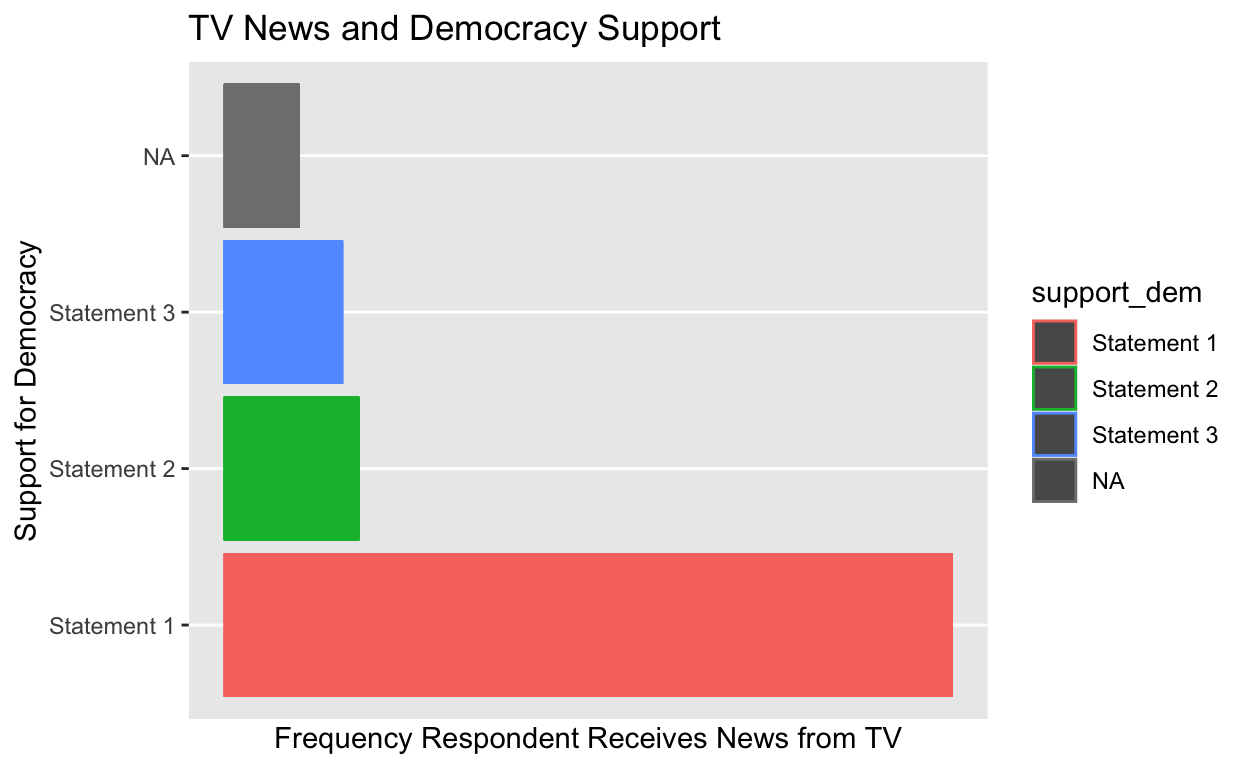 TV News and Democracy Support
Support for Democracy
NA
Statement 3
Statement 2
Statement 1
Frequency Respondent Receives News from TV
support_dem
Statement 1
Statement 2
Statement 3
NA